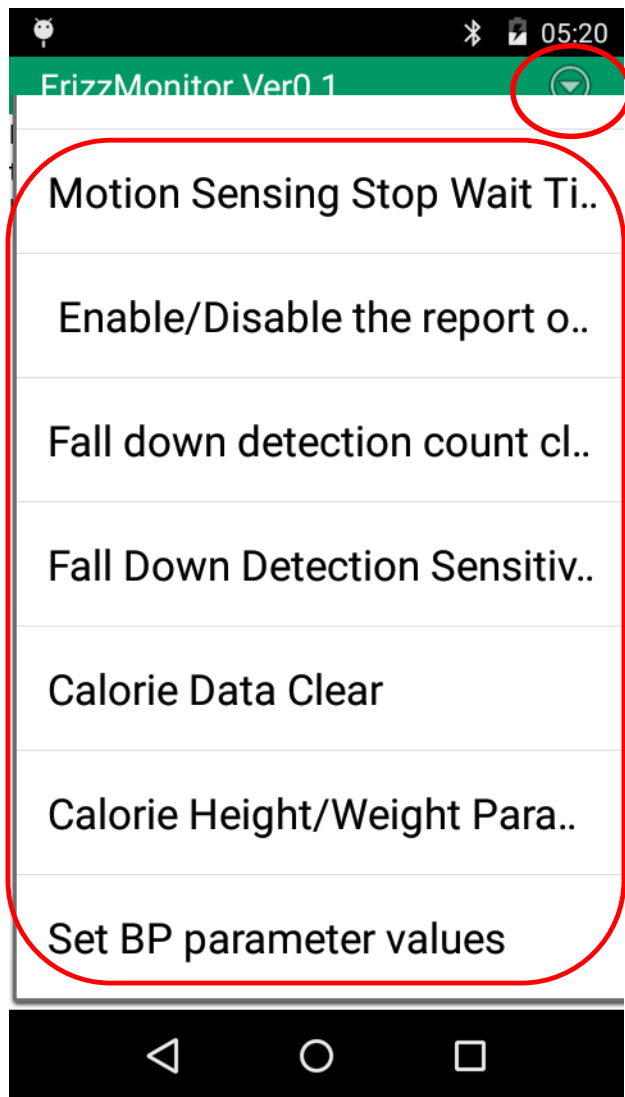 05:20
FrizzMonitor Ver0.1
Motion Sensing Stop Wait Ti..
Enable/Disable the report o..
Fall down detection count cl..
Fall Down Detection Sensitiv..
Calorie Data Clear
Calorie Height/Weight Para..
Set BP parameter values